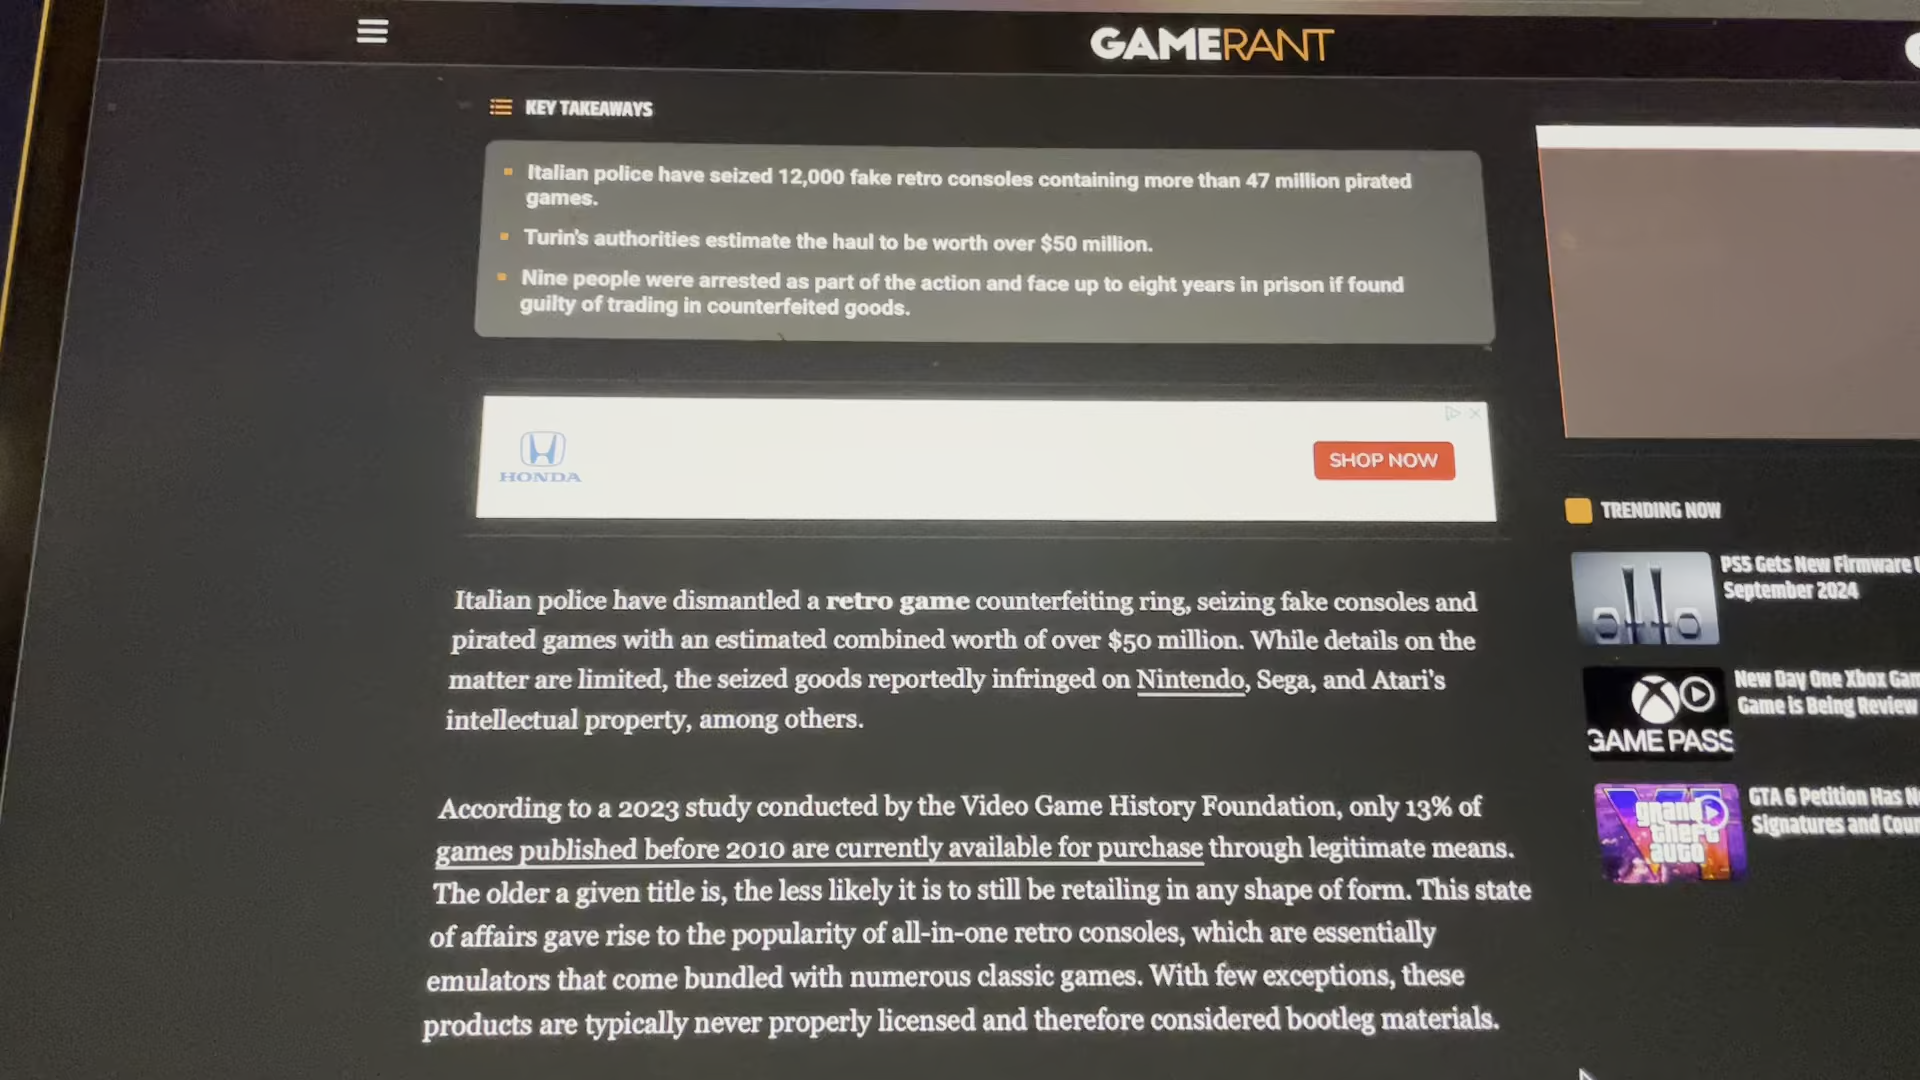 GAMERANT
KEY TAKEAWAYS
Italian police have seized 12,000 fake retro consoles containing more than 47 million pirated
games.
Turin's authorities estimate the haul to be worth over $50 million.
Nine people were arrested as part of the action and face up to eight years in prison if found
guilty of trading in counterfeited goods.
HONDA
SHOP NOW
Italian police have dismantled a retro game counterfeiting ring, seizing fake consoles and
pirated games with an estimated combined worth of over $50 million. While details on the
matter are limited, the seized goods reportedly infringed on Nintendo, Sega, and Atari's
intellectual property, among others.
According to a 2023 study conducted by the Video Game History Foundation, only 13% of
games published before 2010 are currently available for purchase through legitimate means.
The older a given title is, the less likely it is to still be retailing in any shape of form. This state
of affairs gave rise to the popularity of all-in-one retro consoles, which are essentially
emulators that come bundled with numerous classic games. With few exceptions, these
products are typically never properly licensed and therefore considered bootleg materials.
TRENDING NOW
PS5 Gets New Firmware
September 2024
GAME PASS
New Day One Xbox Gam
Game is Being Review
grand
theft
auto
VI
GTA 6 Petition Has N
Signatures and Coun